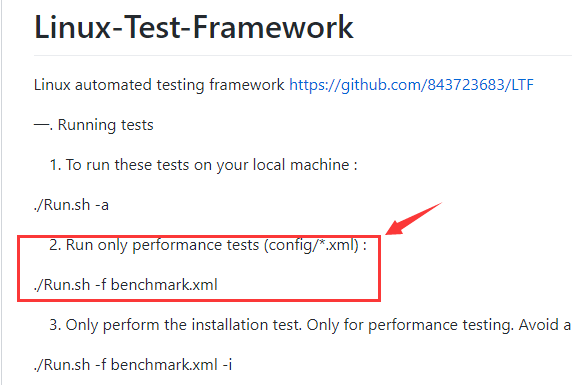 Linux-Test-Framework
Linux automated testing framework https://github.com/843723683/LTF
一. Running tests
1. To run these tests on your local machine :
./Run.sh -a
2. Run only performance tests (config/*.xml) :
./Run.sh -f benchmark.xml
3. Only perform the installation test. Only for performance testing. Avoid a
./Run.sh -f benchmark.xml -i